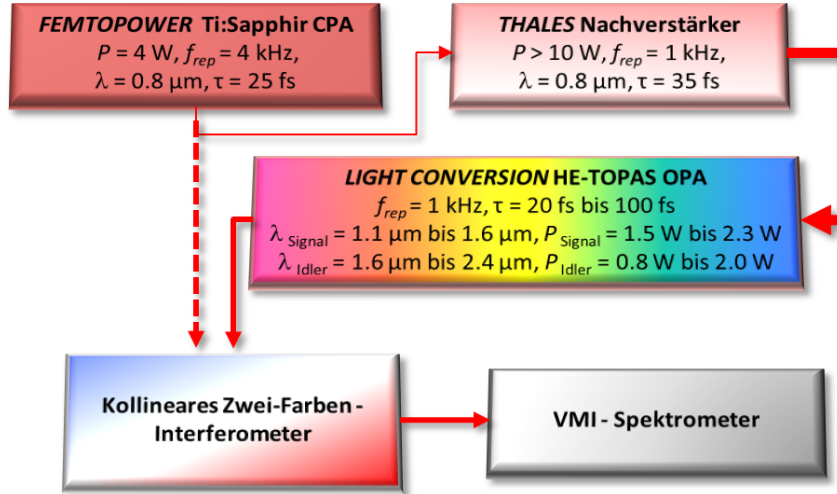 FEMTOPOWER Ti:Sapphir CPA
P = 4 W, frep = 4 kHz,
λ = 0.8 µm, τ = 25 fs
THALES Nachverstärker
P > 10 W, frep = 1 kHz,
λ = 0.8 µm, τ = 35 fs
LIGHT CONVERSION HE-TOPAS OPA
frep = 1 kHz, τ = 20 fs bis 100 fs
λ Signal = 1.1 µm bis 1.6 µm, PSignal = 1.5 W bis 2.3 W
λ Idler = 1.6 µm bis 2.4 µm, PIdler = 0.8 W bis 2.0 W
Kollineares Zwei-Farben -
Interferometer
VMI - Spektrometer